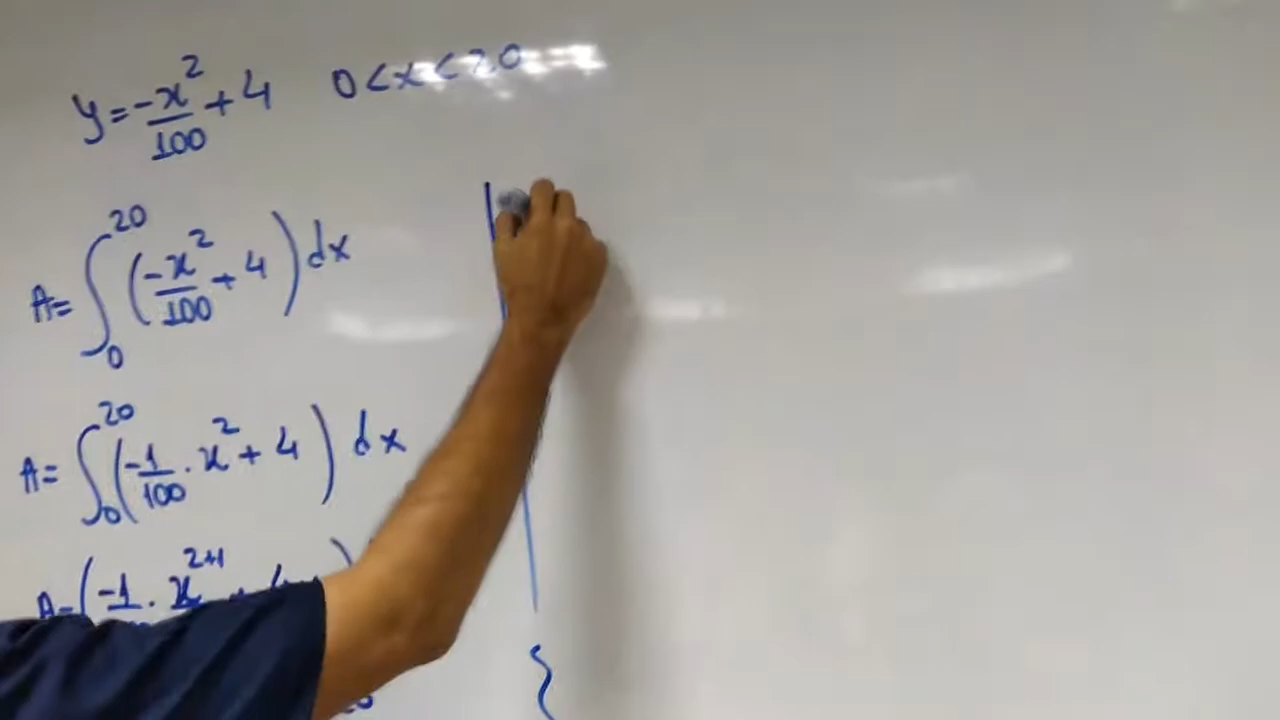 y = -x²/100 + 4   0 < x < 20
A = ∫₀²⁰ (-x²/100 + 4) dx
A = ∫₀²⁰ (-1/100 . x² + 4) dx
A = (-1 . x²⁺¹